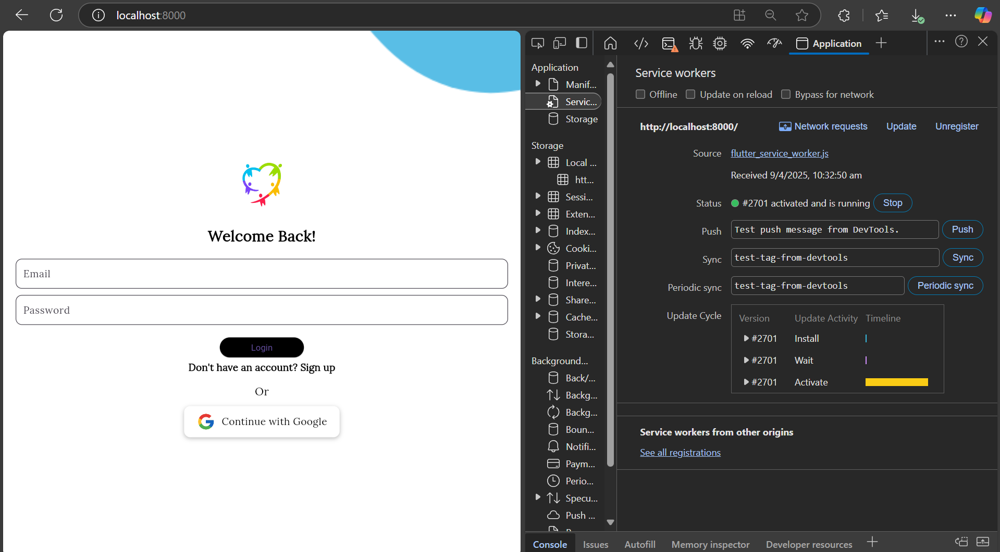 localhost:8000
Welcome Back!
Email
Password
Login
Don't have an account? Sign up
Or
Continue with Google
Application
Application
Manif...
Servic...
Storage
Storage
Local ...
htt...
Sessi...
Exten...
Index...
Cooki...
Privat...
Intere...
Share...
Cache...
Stora...
Background...
Back/...
Backg...
Backg...
Boun...
Notifi...
Paym...
Perio...
Specu...
Push ...
Service workers
Offline Update on reload Bypass for network
http://localhost:8000/ Network requests Update Unregister
Source flutter_service_worker.js
Received 9/4/2025, 10:32:50 am
Status #2701 activated and is running Stop
Push Test push message from DevTools. Push
Sync test-tag-from-devtools Sync
Periodic sync test-tag-from-devtools Periodic sync
Update Cycle Version Update Activity Timeline
#2701 Install
#2701 Wait
#2701 Activate
Service workers from other origins
See all registrations
Console Issues Autofill Memory inspector Developer resources